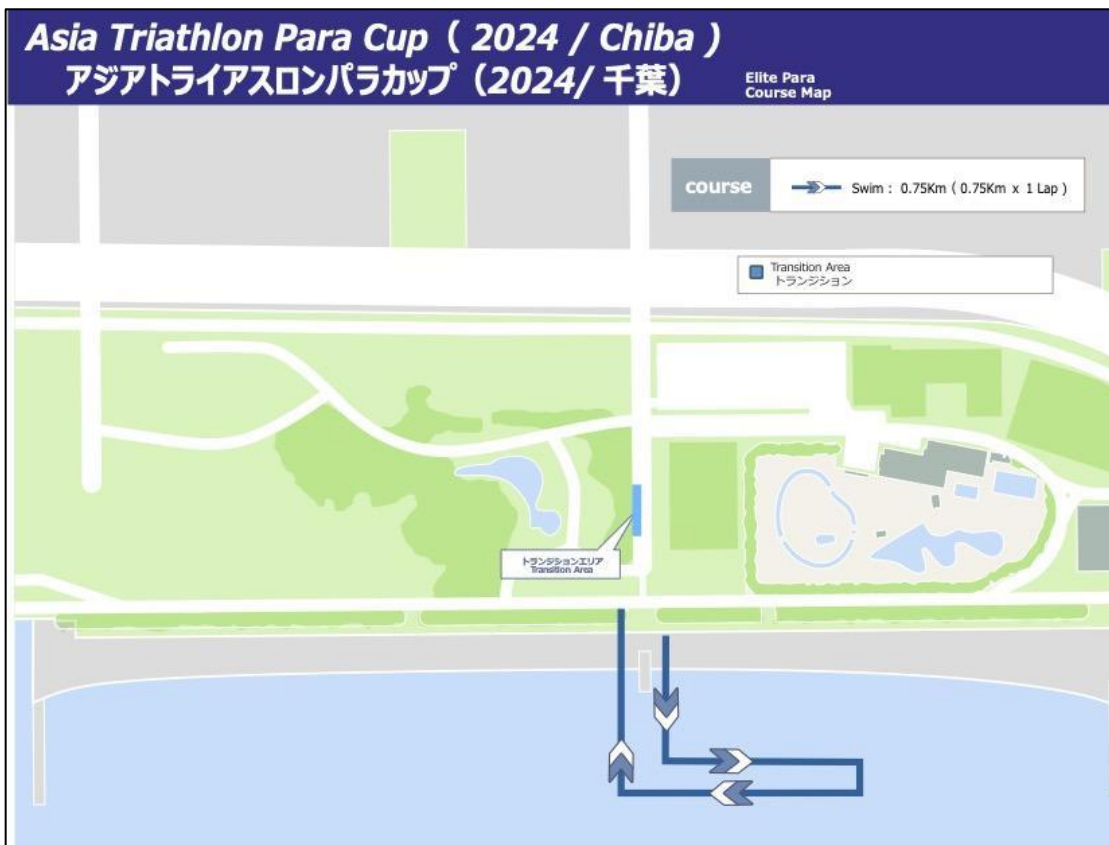 Asia Triathlon Para Cup ( 2024 / Chiba )
アジアトライアスロンパラカップ（2024/ 千葉）
Elite Para
Course Map
course
Swim : 0.75Km ( 0.75Km x 1 Lap )
Transition Area
トランジション
トランジションエリア
Transition Area